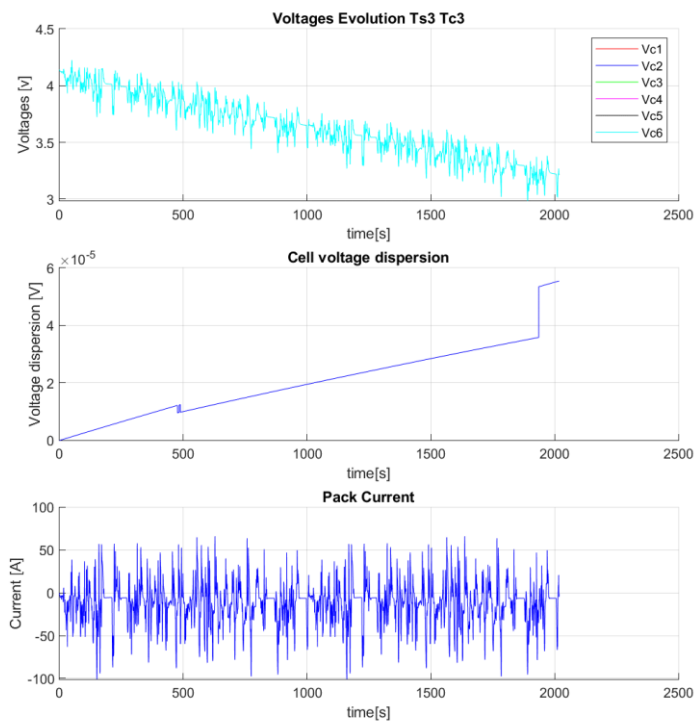 Voltages Evolution Ts3 Tc3
Voltages [v]
4.5
4
3.5
3
0 500 1000 1500 2000 2500
time[s]
Vc1
Vc2
Vc3
Vc4
Vc5
Vc6
Cell voltage dispersion
×10⁻⁵
Voltage dispersion [V]
6
4
2
0
0 500 1000 1500 2000 2500
time[s]
Pack Current
Current [A]
100
50
0
-50
-100
0 500 1000 1500 2000 2500
time[s]